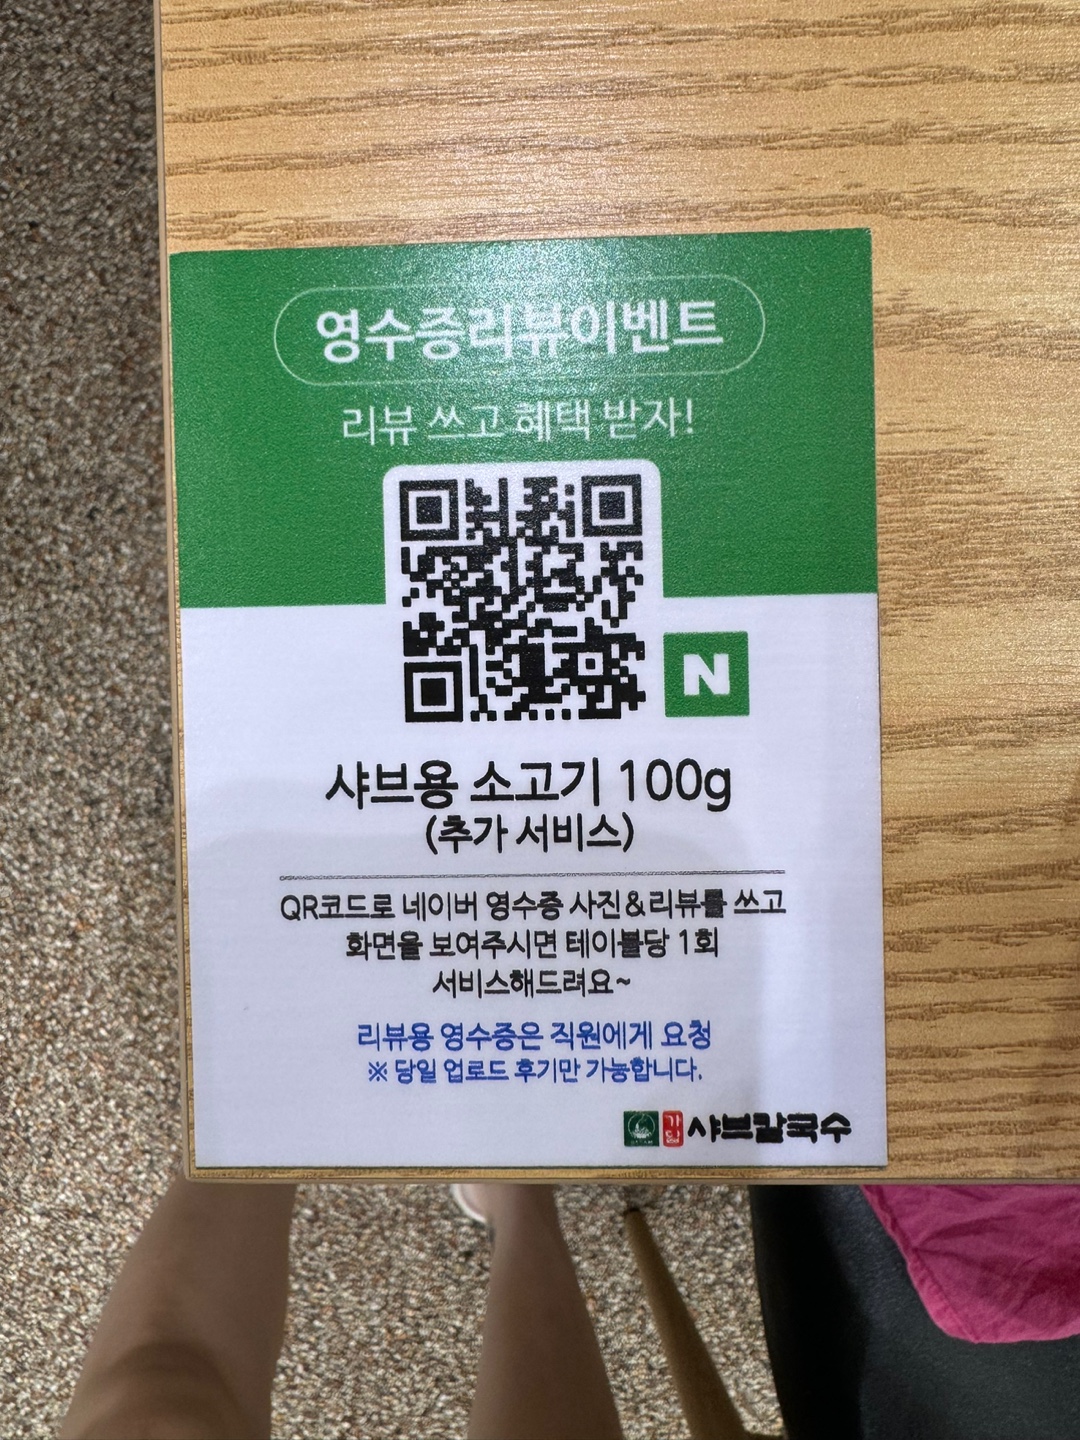 영수증리뷰이벤트
리뷰 쓰고 혜택 받자!
N
샤브용 소고기 100g
(추가 서비스)
QR코드로 네이버 영수증 사진&리뷰를 쓰고
화면을 보여주시면 테이블당 1회
서비스해드려요~
리뷰용 영수증은 직원에게 요청
※ 당일 업로드 후기만 가능합니다.
샤브칼국수